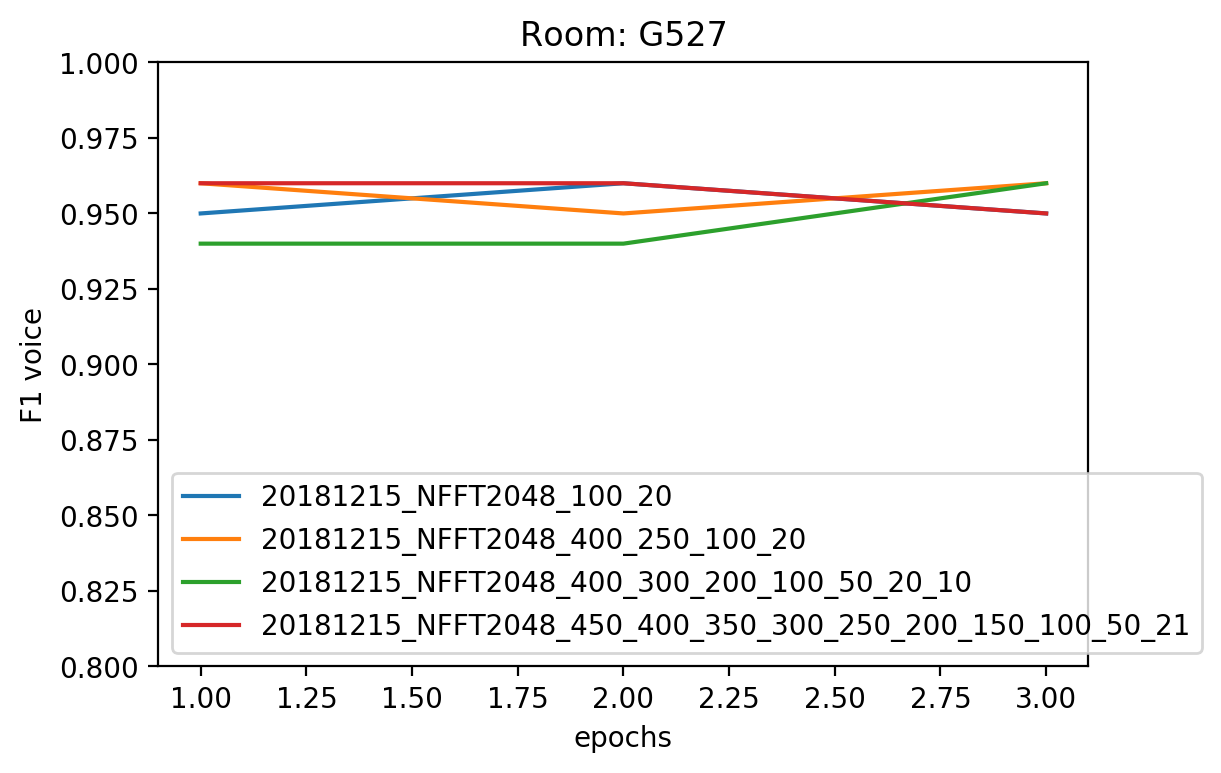 Room: G527
1.000
0.975
0.950
0.925
0.900
0.875
0.850
0.825
0.800
F1 voice
20181215_NFFT2048_100_20
20181215_NFFT2048_400_250_100_20
20181215_NFFT2048_400_300_200_100_50_20_10
20181215_NFFT2048_450_400_350_300_250_200_150_100_50_21
1.00 1.25 1.50 1.75 2.00 2.25 2.50 2.75 3.00
epochs